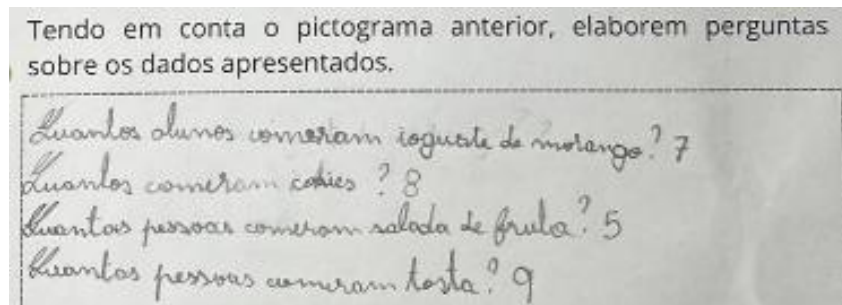 Tendo em conta o pictograma anterior, elaborem perguntas
sobre os dados apresentados.
Quantos alunos comeram iogurte de morango? 7
Quantos comeram cookies? 8
Quantas pessoas comeram salada de fruta? 5
Quantas pessoas comeram tosta? 9